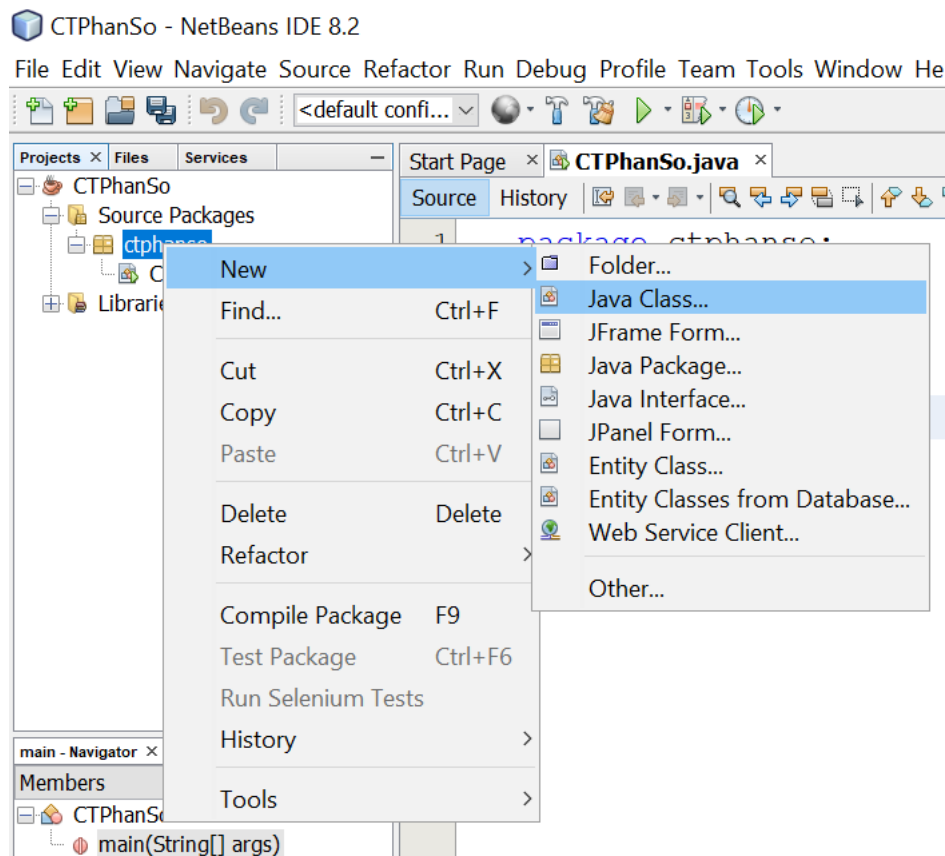 CTPhanSo - NetBeans IDE 8.2
File Edit View Navigate Source Refactor Run Debug Profile Team Tools Window He
<default confi...
Projects Files Services
Start Page CTPhanSo.java
CTPhanSo
Source History
Source Packages
1 package ctphanso;
ctphanso
C
Librarie
New
Find... Ctrl+F
Cut Ctrl+X
Copy Ctrl+C
Paste Ctrl+V
Delete Delete
Refactor
Compile Package F9
Test Package Ctrl+F6
Run Selenium Tests
History
Tools
Folder...
Java Class...
JFrame Form...
Java Package...
Java Interface...
JPanel Form...
Entity Class...
Entity Classes from Database...
Web Service Client...
Other...
main - Navigator
Members
CTPhanSo
main(String[] args)